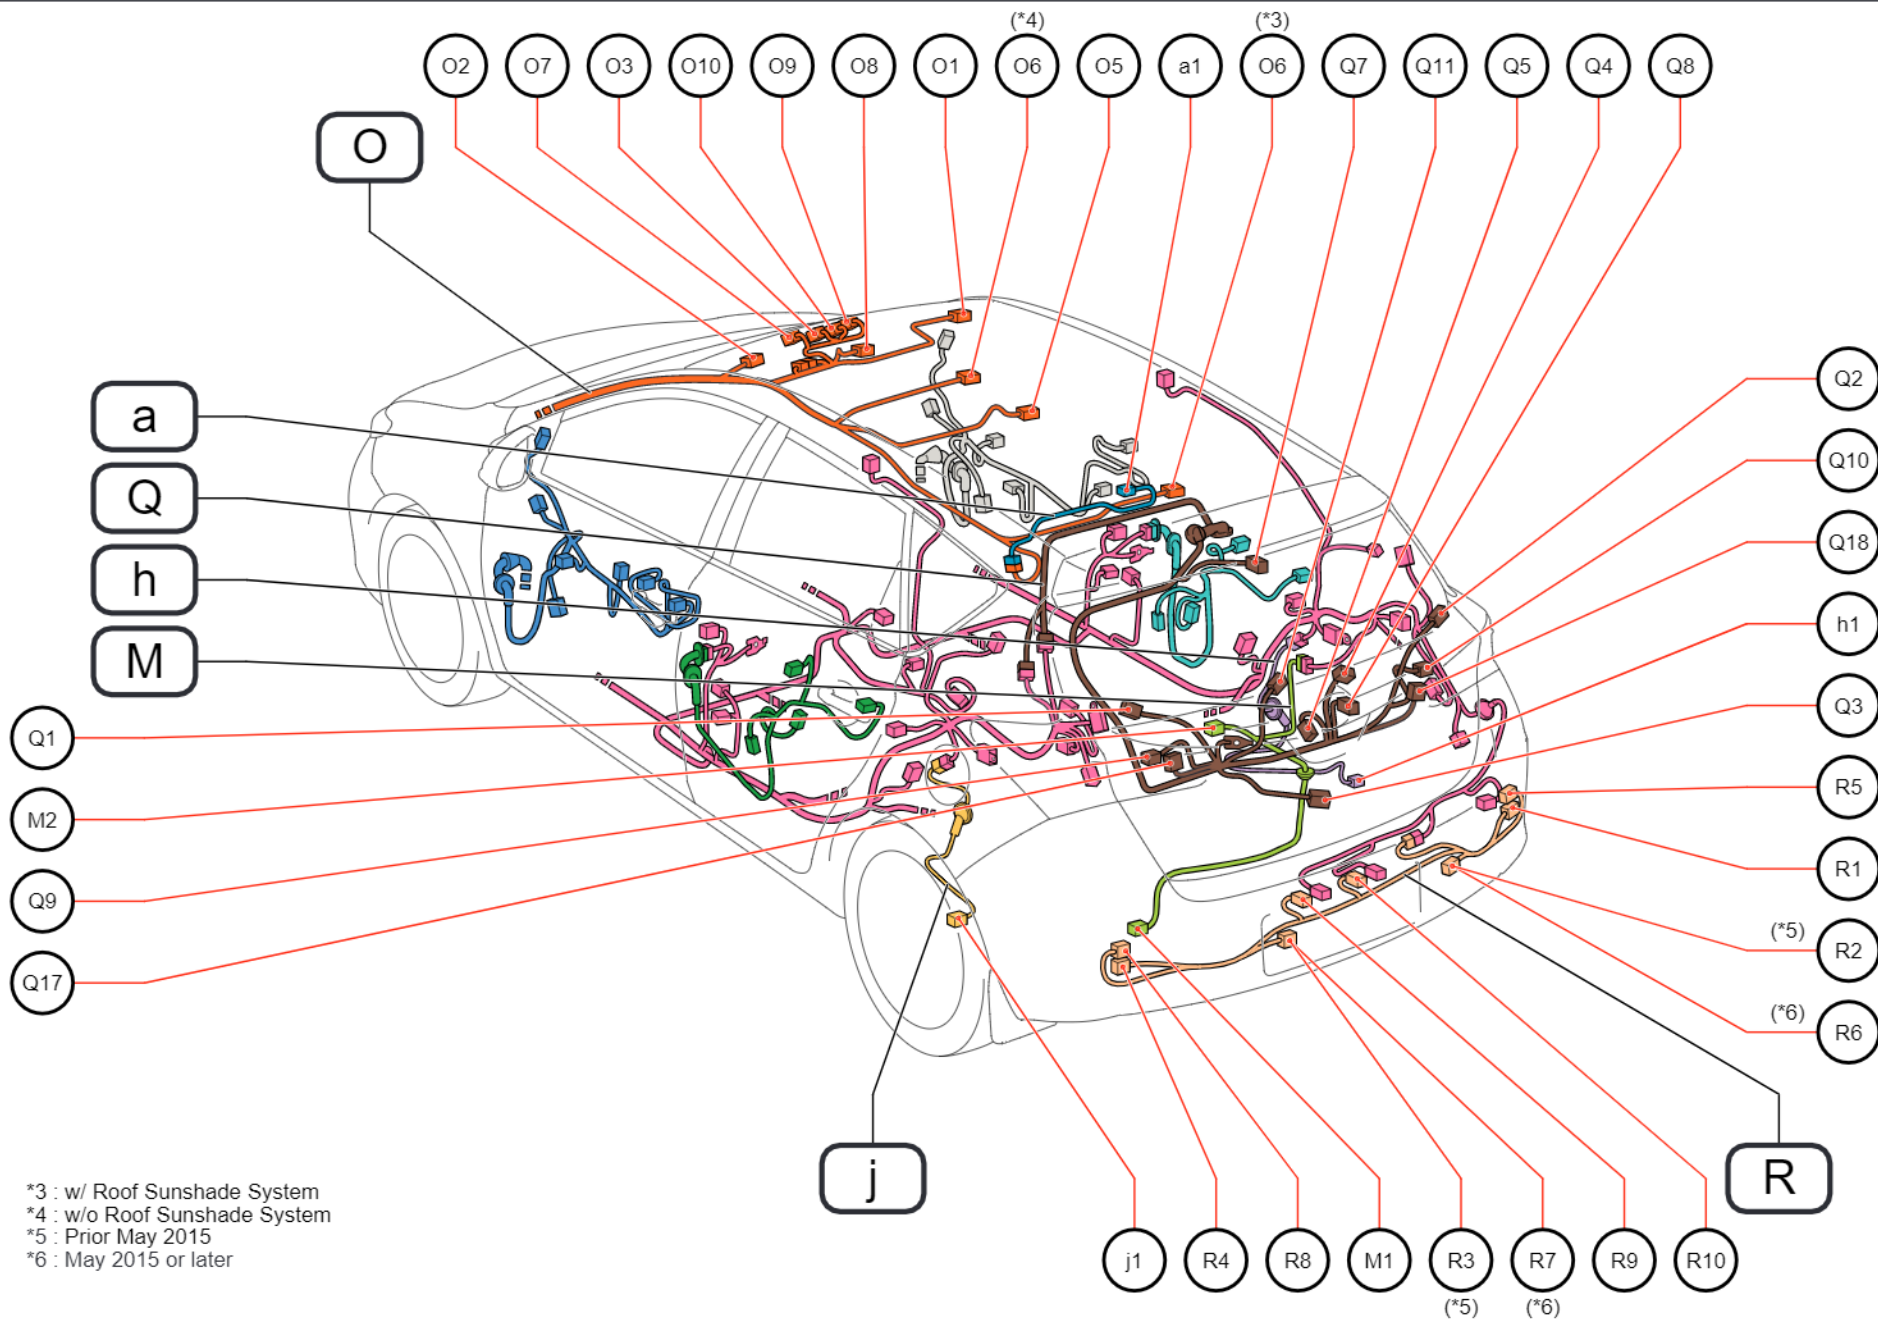 (*4) (*3)
O2 O7 O3 O10 O9 O8 O1 O6 O5 a1 O6 Q7 Q11 Q5 Q4 Q8
O
Q2
a
Q10
Q
Q18
h
h1
M
Q3
Q1
R5
M2
R1
Q9
(*5) R2
Q17
(*6) R6
j R
*3 : w/ Roof Sunshade System
*4 : w/o Roof Sunshade System
*5 : Prior May 2015
*6 : May 2015 or later
j1 R4 R8 M1 R3 R7 R9 R10
(*5) (*6)